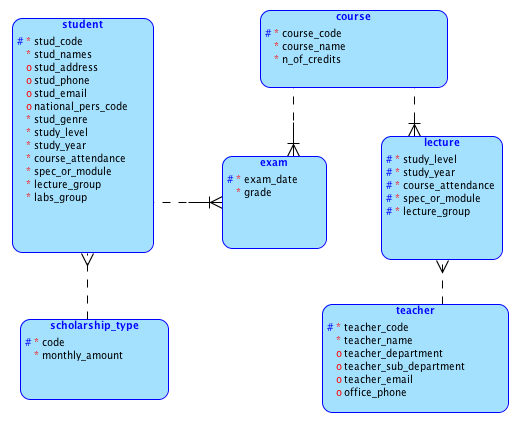 student
# * stud_code
* stud_names
o stud_address
o stud_phone
o stud_email
o national_pers_code
* stud_genre
* study_level
* study_year
* course_attendance
* spec_or_module
* lecture_group
* labs_group
course
# * course_code
* course_name
* n_of_credits
exam
# * exam_date
* grade
lecture
# * study_level
# * study_year
# * course_attendance
# * spec_or_module
# * lecture_group
scholarship_type
# * code
* monthly_amount
teacher
# * teacher_code
* teacher_name
o teacher_department
o teacher_sub_department
o teacher_email
o office_phone